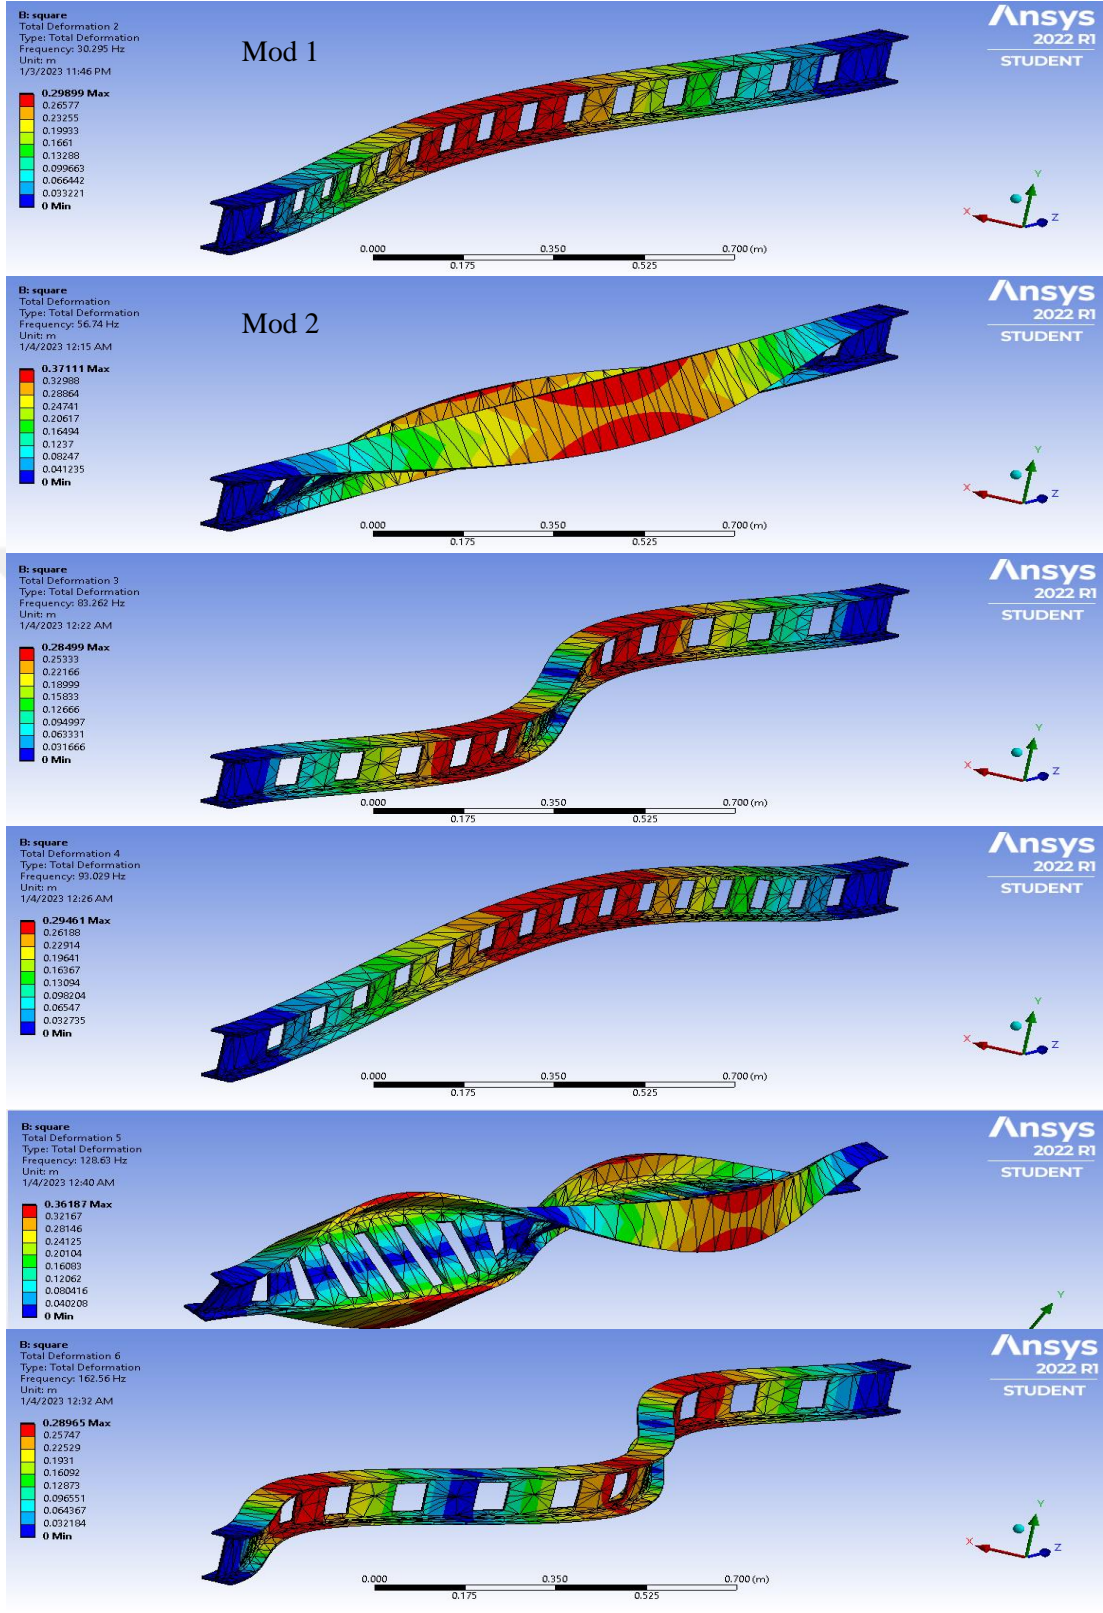 B: square
Total Deformation 2
Type: Total Deformation
Frequency: 30.295 Hz
Unit: m
1/3/2023 11:46 PM
Mod 1
Ansys
2022 R1
STUDENT
0.29899 Max
0.26577
0.23255
0.19933
0.1661
0.13288
0.099663
0.066442
0.033221
0 Min
Y
X
Z
0.000
0.350
0.700 (m)
0.175
0.525
B: square
Total Deformation
Type: Total Deformation
Frequency: 56.74 Hz
Unit: m
1/4/2023 12:15 AM
Mod 2
Ansys
2022 R1
STUDENT
0.37111 Max
0.32988
0.28864
0.24741
0.20617
0.16494
0.1237
0.08247
0.041235
0 Min
Y
X
Z
0.000
0.350
0.700 (m)
0.175
0.525
B: square
Total Deformation 3
Type: Total Deformation
Frequency: 83.262 Hz
Unit: m
1/4/2023 12:22 AM
Ansys
2022 R1
STUDENT
0.28499 Max
0.25333
0.22166
0.18999
0.15833
0.12666
0.094997
0.063331
0.031666
0 Min
Y
X
Z
0.000
0.350
0.700 (m)
0.175
0.525
B: square
Total Deformation 4
Type: Total Deformation
Frequency: 93.029 Hz
Unit: m
1/4/2023 12:26 AM
Ansys
2022 R1
STUDENT
0.29461 Max
0.26188
0.22914
0.19641
0.16367
0.13094
0.098204
0.06547
0.032735
0 Min
Y
X
Z
0.000
0.350
0.700 (m)
0.175
0.525
B: square
Total Deformation 5
Type: Total Deformation
Frequency: 128.63 Hz
Unit: m
1/4/2023 12:40 AM
Ansys
2022 R1
STUDENT
0.36187 Max
0.32167
0.28146
0.24125
0.20104
0.16083
0.12062
0.080416
0.040208
0 Min
Y
B: square
Total Deformation 6
Type: Total Deformation
Frequency: 162.56 Hz
Unit: m
1/4/2023 12:32 AM
Ansys
2022 R1
STUDENT
0.28965 Max
0.25747
0.22529
0.1931
0.16092
0.12873
0.096551
0.064367
0.032184
0 Min
Y
X
Z
0.000
0.350
0.700 (m)
0.175
0.525